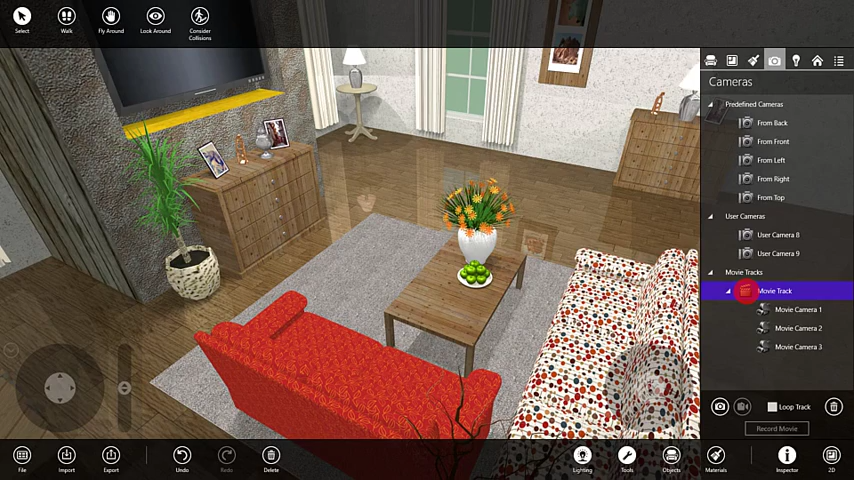 Select
Walk
Fly Around
Look Around
Consider
Collisions
Cameras
Predefined Cameras
From Back
From Front
From Left
From Right
From Top
User Cameras
User Camera 8
User Camera 9
Movie Tracks
Movie Track
Movie Camera 1
Movie Camera 2
Movie Camera 3
Loop Track
Record Movie
File
Import
Export
Undo
Redo
Delete
Lighting
Tools
Objects
Materials
Inspector
2D